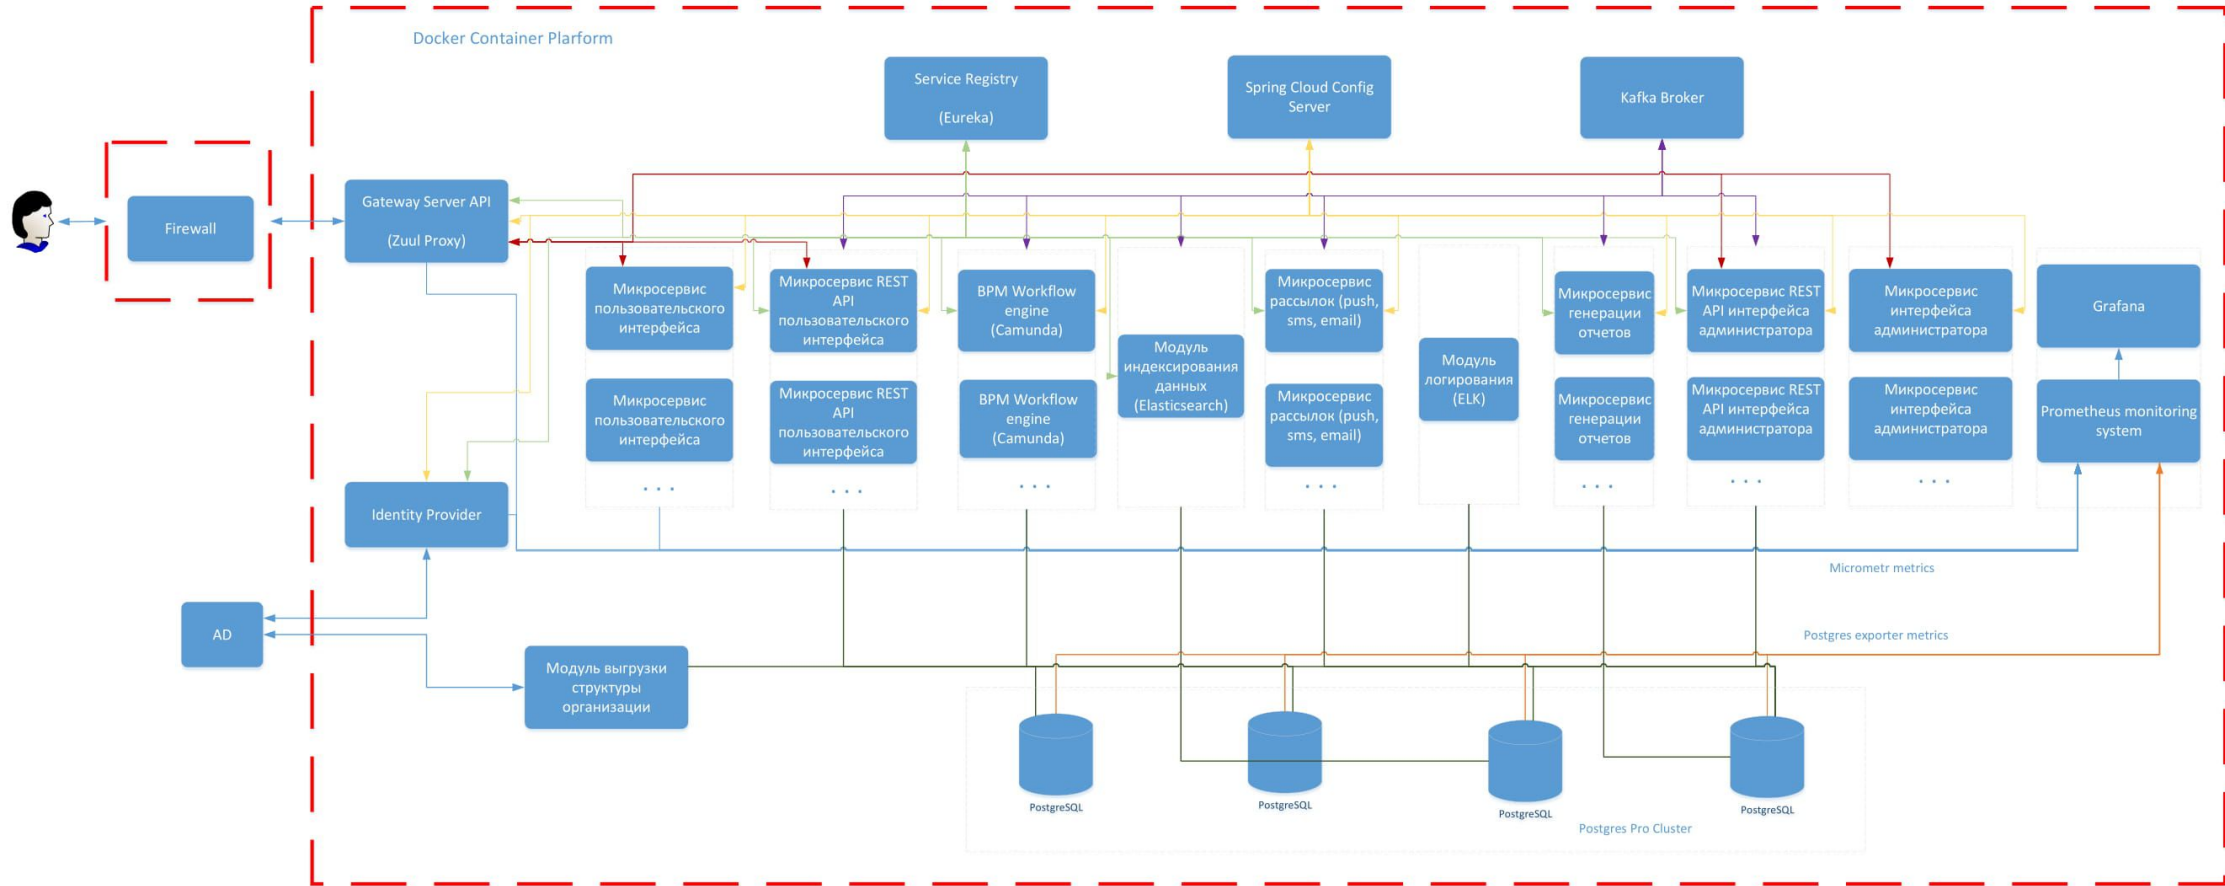 Docker Container Plarform
Service Registry
(Eureka)
Spring Cloud Config
Server
Kafka Broker
Firewall
Gateway Server API
(Zuul Proxy)
Микросервис
пользовательского
интерфейса
Микросервис REST
API
пользовательского
интерфейса
BPM Workflow
engine
(Camunda)
Модуль
индексирования
данных
(Elasticsearch)
Микросервис
рассылок (push,
sms, email)
Модуль
логирования
(ELK)
Микросервис
генерации
отчетов
Микросервис REST
API интерфейса
администратора
Микросервис
интерфейса
администратора
Grafana
Микросервис
пользовательского
интерфейса
Микросервис REST
API
пользовательского
интерфейса
BPM Workflow
engine
(Camunda)
Микросервис
рассылок (push,
sms, email)
Микросервис
генерации
отчетов
Микросервис REST
API интерфейса
администратора
Микросервис
интерфейса
администратора
Prometheus monitoring
system
. . .
. . .
. . .
. . .
. . .
. . .
. . .
Identity Provider
Micrometr metrics
AD
Postgres exporter metrics
Модуль выгрузки
структуры
организации
PostgreSQL
PostgreSQL
PostgreSQL
PostgreSQL
Postgres Pro Cluster